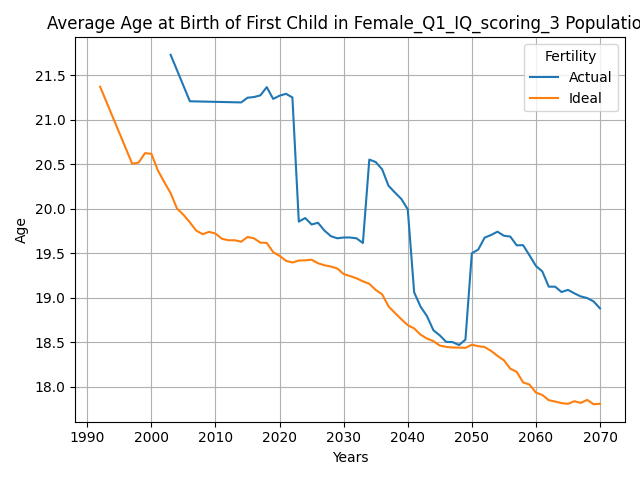 Average Age at Birth of First Child in Female_Q1_IQ_scoring_3 Populatio
Fertility
Actual
Ideal
21.5
21.0
20.5
20.0
19.5
19.0
18.5
18.0
Age
1990 2000 2010 2020 2030 2040 2050 2060 2070
Years